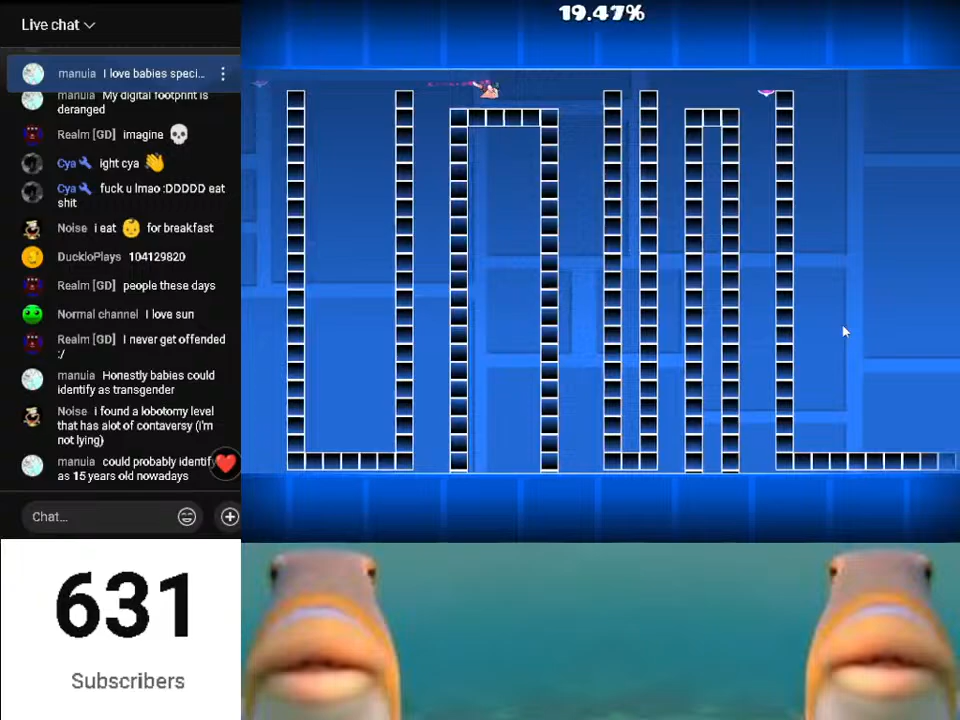 Live chat
19.47%
manuia I love babies speci...
manuia My digital footprint is
deranged
Realm [GD] imagine 💀
Cya ight cya 👋
Cya fuck u lmao :DDDDD eat
shit
Noise i eat 👶 for breakfast
DuckloPlays 104129820
Realm [GD] people these days
Normal channel I love sun
Realm [GD] I never get offended
:/
manuia Honestly babies could
identify as transgender
Noise i found a lobotomy level
that has alot of contaversy (i'm
not lying)
manuia could probably identify
as 15 years old nowadays
Chat...
631
Subscribers